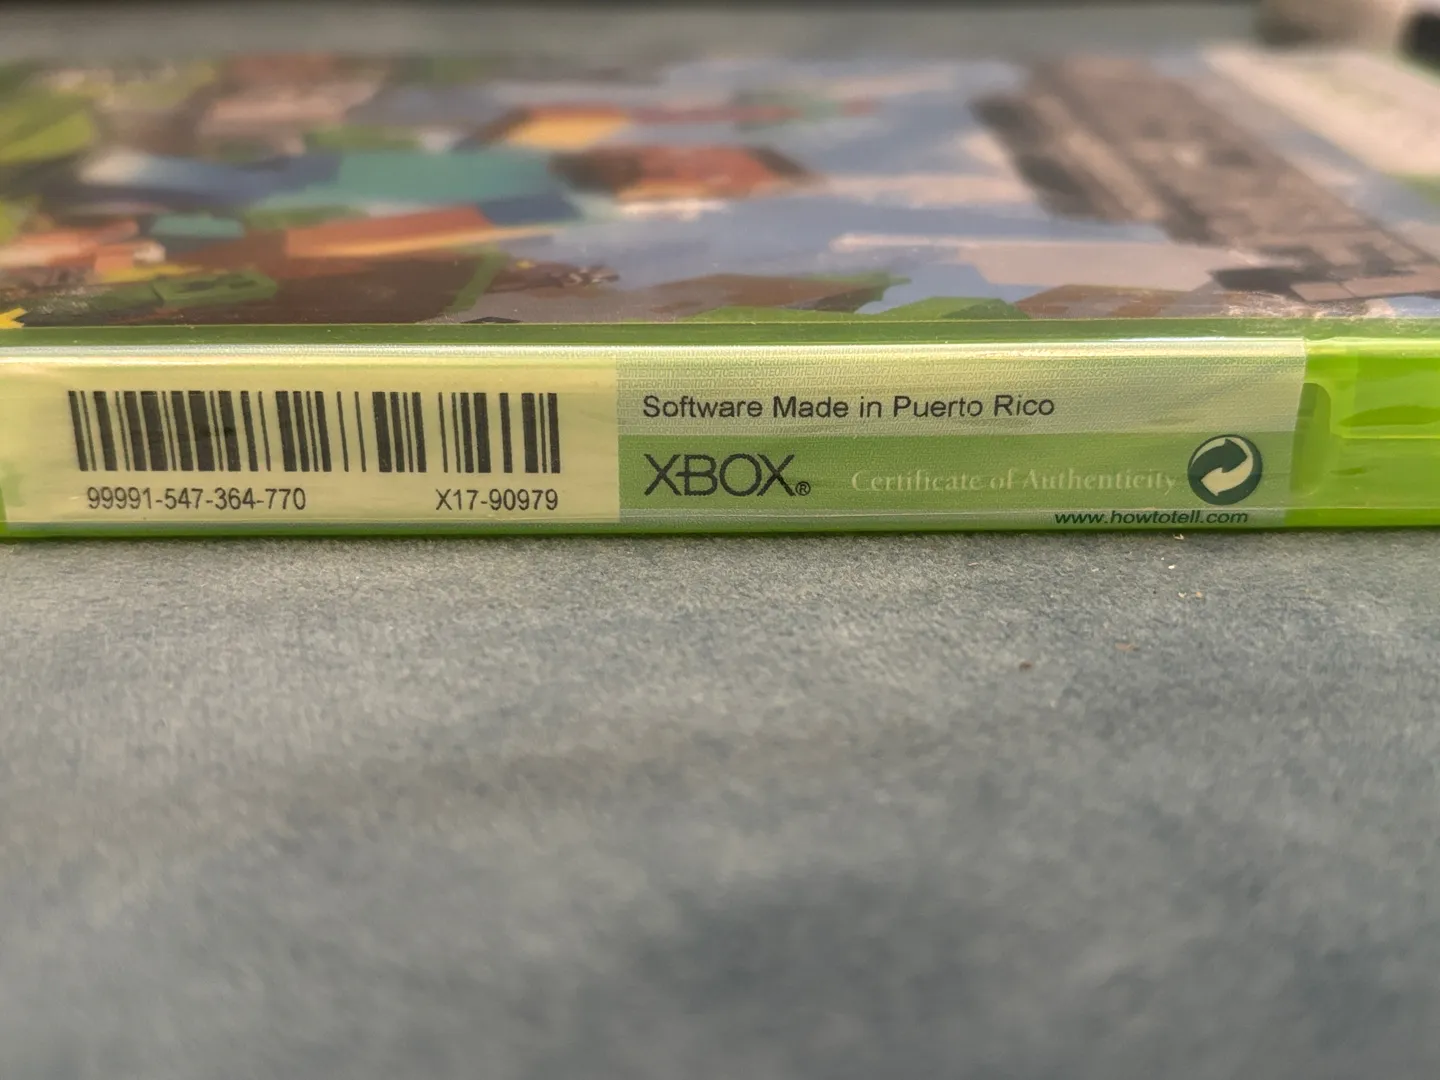 99991-547-364-770 X17-90979
Software Made in Puerto Rico
XBOX®
Certificate of Authenticity
www.howtotell.com